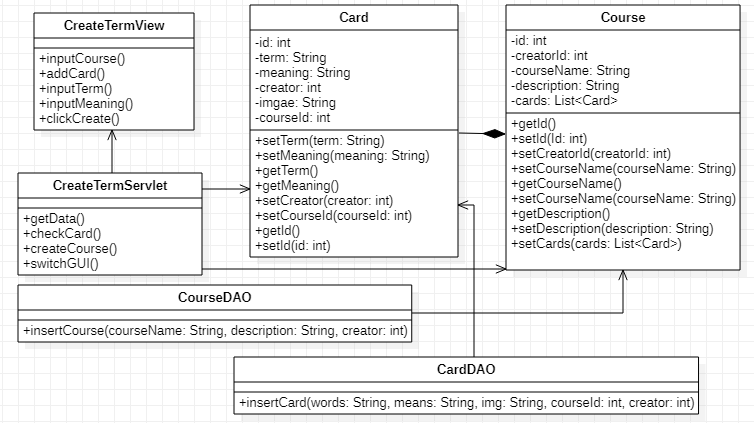 CreateTermView
+inputCourse()
+addCard()
+inputTerm()
+inputMeaning()
+clickCreate()
Card
-id: int
-term: String
-meaning: String
-creator: int
-imgae: String
-courseId: int
+setTerm(term: String)
+setMeaning(meaning: String)
+getTerm()
+getMeaning()
+setCreator(creator: int)
+setCourseId(courseId: int)
+getId()
+setId(id: int)
Course
-id: int
-creatorId: int
-courseName: String
-description: String
-cards: List<Card>
+getId()
+setId(Id: int)
+setCreatorId(creatorId: int)
+setCourseName(courseName: String)
+getCourseName()
+setCourseName(courseName: String)
+getDescription()
+setDescription(description: String)
+setCards(cards: List<Card>)
CreateTermServlet
+getData()
+checkCard()
+createCourse()
+switchGUI()
CourseDAO
+insertCourse(courseName: String, description: String, creator: int)
CardDAO
+insertCard(words: String, means: String, img: String, courseId: int, creator: int)